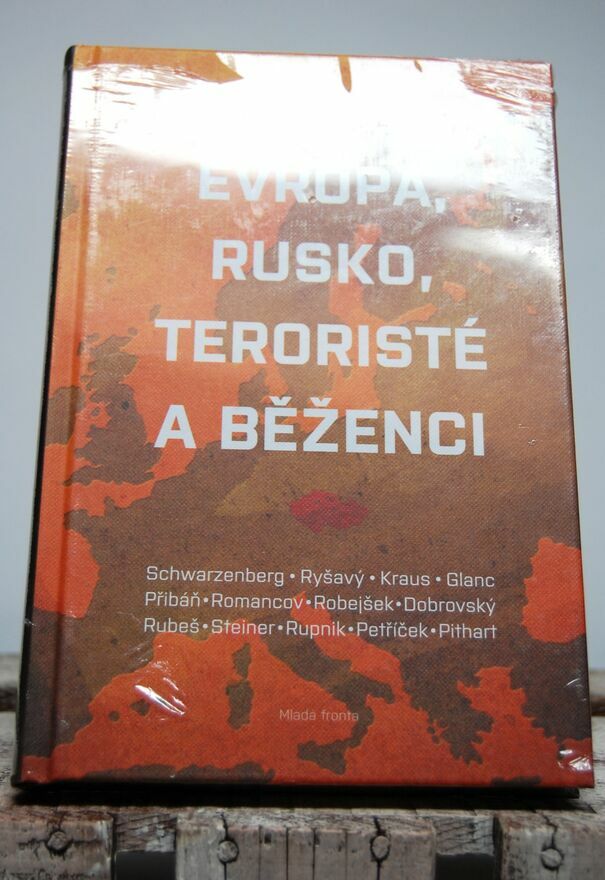 EVROPA,
RUSKO,
TERORISTÉ
A BĚŽENCI
Schwarzenberg • Ryšavý • Kraus • Glanc
Přibáň • Romancov • Robejšek • Dobrovský
Rubeš • Steiner • Rupnik • Petříček • Pithart
Mladá fronta